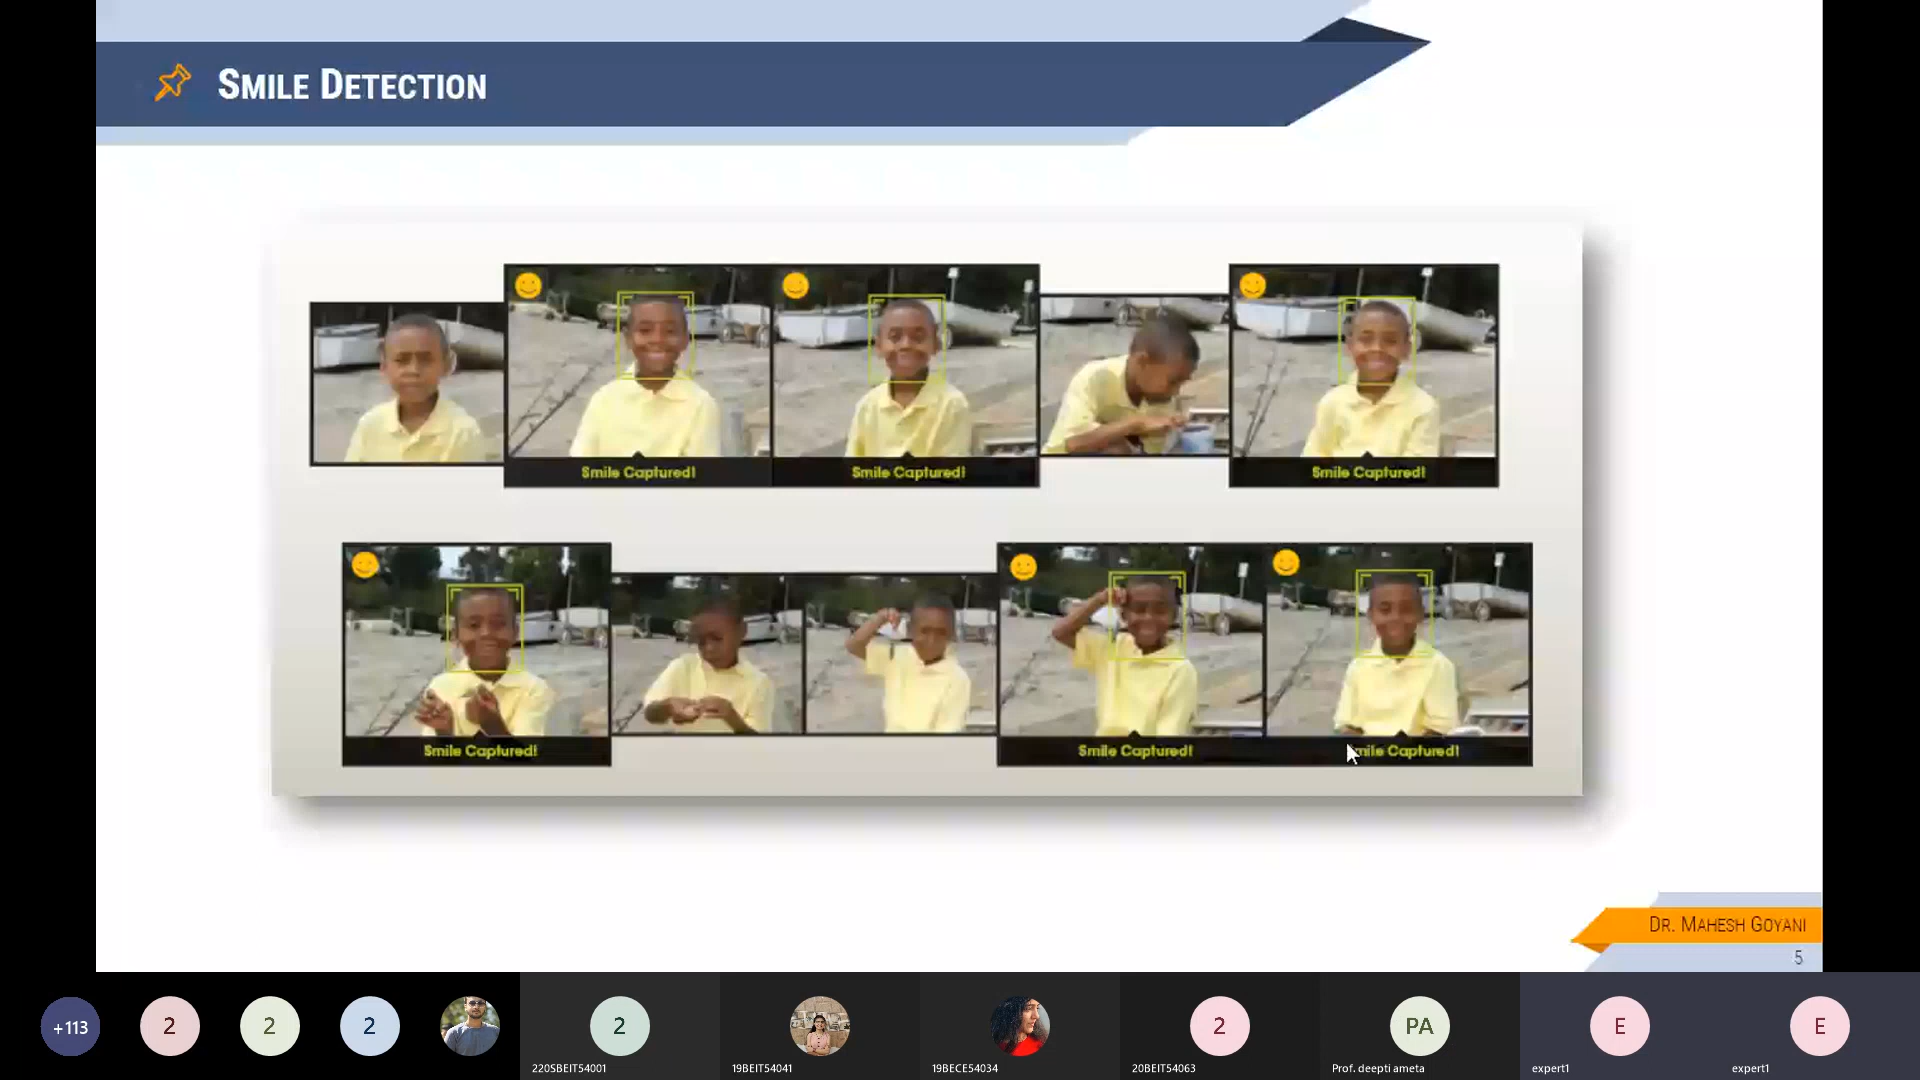 SMILE DETECTION
Smile Captured!
Smile Captured!
Smile Captured!
Smile Captured!
Smile Captured!
Smile Captured!
DR. MAHESH GOYANI
5
+113
2
2
2
2
2
PA
E
E
220SBEIT54001
19BEIT54041
19BECE54034
20BEIT54063
Prof. deepti ameta
expert1
expert1